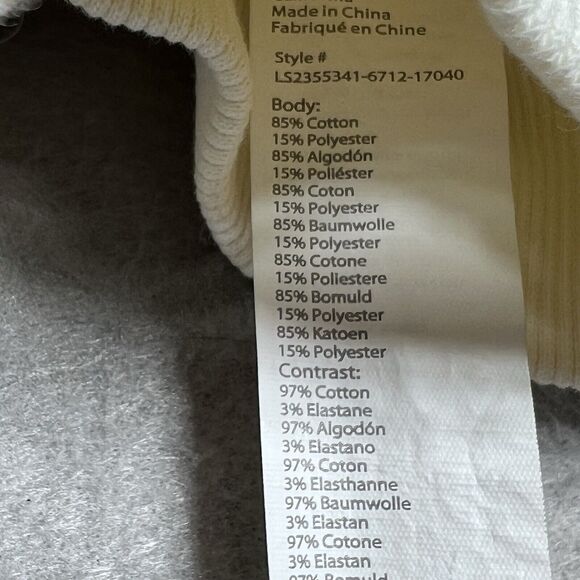 Made in China
Fabriqué en Chine
Style #
LS2355341-6712-17040
Body:
85% Cotton
15% Polyester
85% Algodón
15% Poliéster
85% Coton
15% Polyester
85% Baumwolle
15% Polyester
85% Cotone
15% Poliestere
85% Bomuld
15% Polyester
85% Katoen
15% Polyester
Contrast:
97% Cotton
3% Elastane
97% Algodón
3% Elastano
97% Coton
3% Elasthanne
97% Baumwolle
3% Elastan
97% Cotone
3% Elastan
97% Bomuld